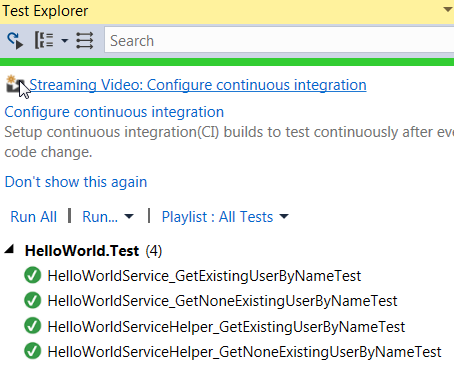 Test Explorer
Search
Streaming Video: Configure continuous integration
Configure continuous integration
Setup continuous integration(CI) builds to test continuously after eve
code change.
Don't show this again
Run All | Run... | Playlist : All Tests
HelloWorld.Test (4)
HelloWorldService_GetExistingUserByNameTest
HelloWorldService_GetNoneExistingUserByNameTest
HelloWorldServiceHelper_GetExistingUserByNameTest
HelloWorldServiceHelper_GetNoneExistingUserByNameTest